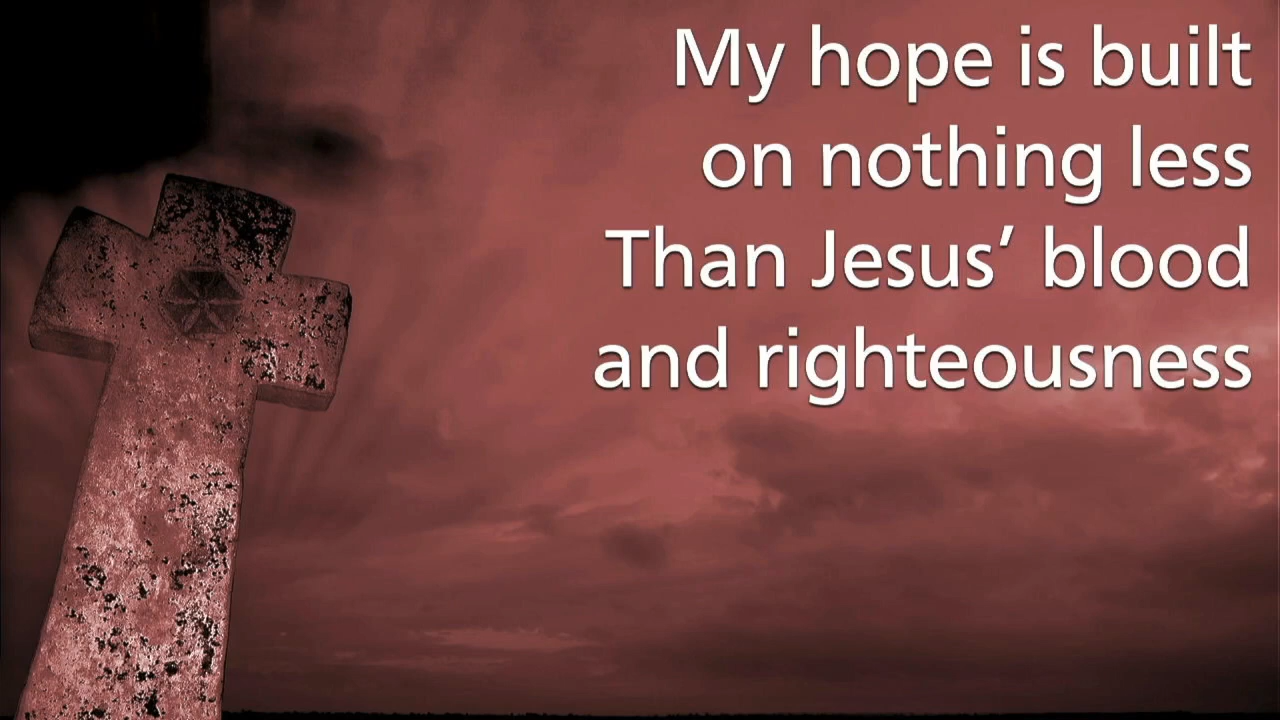 My hope is built
on nothing less
Than Jesus’ blood
and righteousness